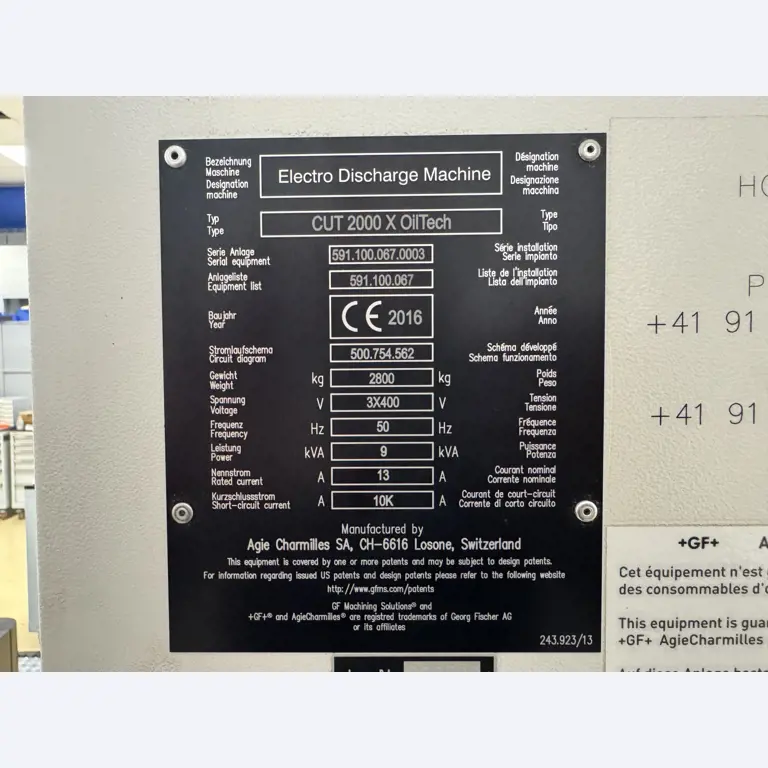 Bezeichnung Maschine
Designation machine
Electro Discharge Machine
Désignation machine
Designazione macchina
Typ
Type
CUT 2000 X OilTech
Type
Tipo
Serie Anlage
Serial equipment
591.100.067.0003
Série installation
Serie impianto
Anlageliste
Equipment list
591.100.067
Liste de l'installation
Lista dell'impianto
Baujahr
Year
CE 2016
Année
Anno
Stromlaufschema
Circuit diagram
500.754.562
Schéma développé
Schema funzionamento
Gewicht
Weight
kg 2800 kg
Poids
Peso
Spannung
Voltage
V 3X400 V
Tension
Tensione
Frequenz
Frequency
Hz 50 Hz
Fréquence
Frequenza
Leistung
Power
kVA 9 kVA
Puissance
Potenza
Nennstrom
Rated current
A 13 A
Courant nominal
Corrente nominale
Kurzschlussstrom
Short-circuit current
A 10K A
Courant de court-circuit
Corrente di corto circuito
Manufactured by
Agie Charmilles SA, CH-6616 Losone, Switzerland
This equipment is covered by one or more patents and may be subject to design patents.
For information regarding issued US patents and design patents please refer to the following website
http://www.gfms.com/patents
GF Machining Solutions® and
+GF+® and AgieCharmilles® are registered trademarks of Georg Fischer AG
or its affiliates
243.923/13
+41 91
+41 91
+GF+ A
Cet équipement n'est
des consommables d'
This equipment is
+GF+ AgieCharmilles